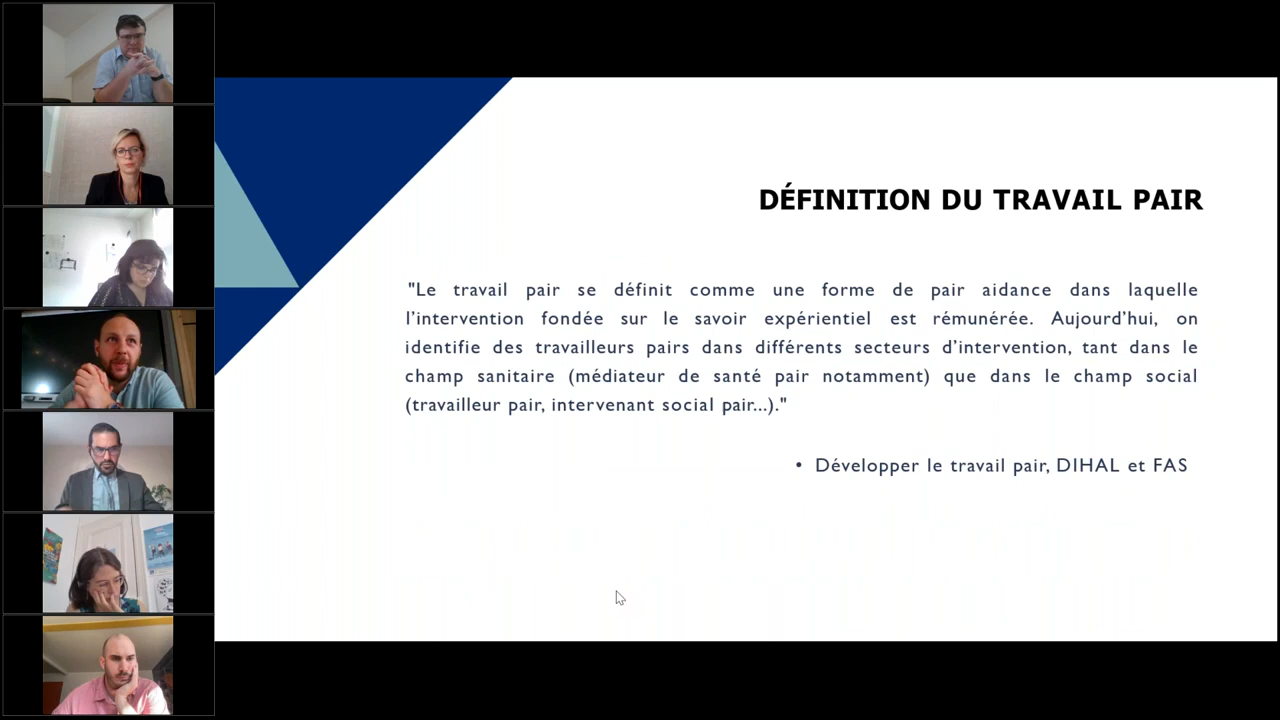 DÉFINITION DU TRAVAIL PAIR
"Le travail pair se définit comme une forme de pair aidance dans laquelle
l'intervention fondée sur le savoir expérientiel est rémunérée. Aujourd'hui, on
identifie des travailleurs pairs dans différents secteurs d'intervention, tant dans le
champ sanitaire (médiateur de santé pair notamment) que dans le champ social
(travailleur pair, intervenant social pair...)."
• Développer le travail pair, DIHAL et FAS